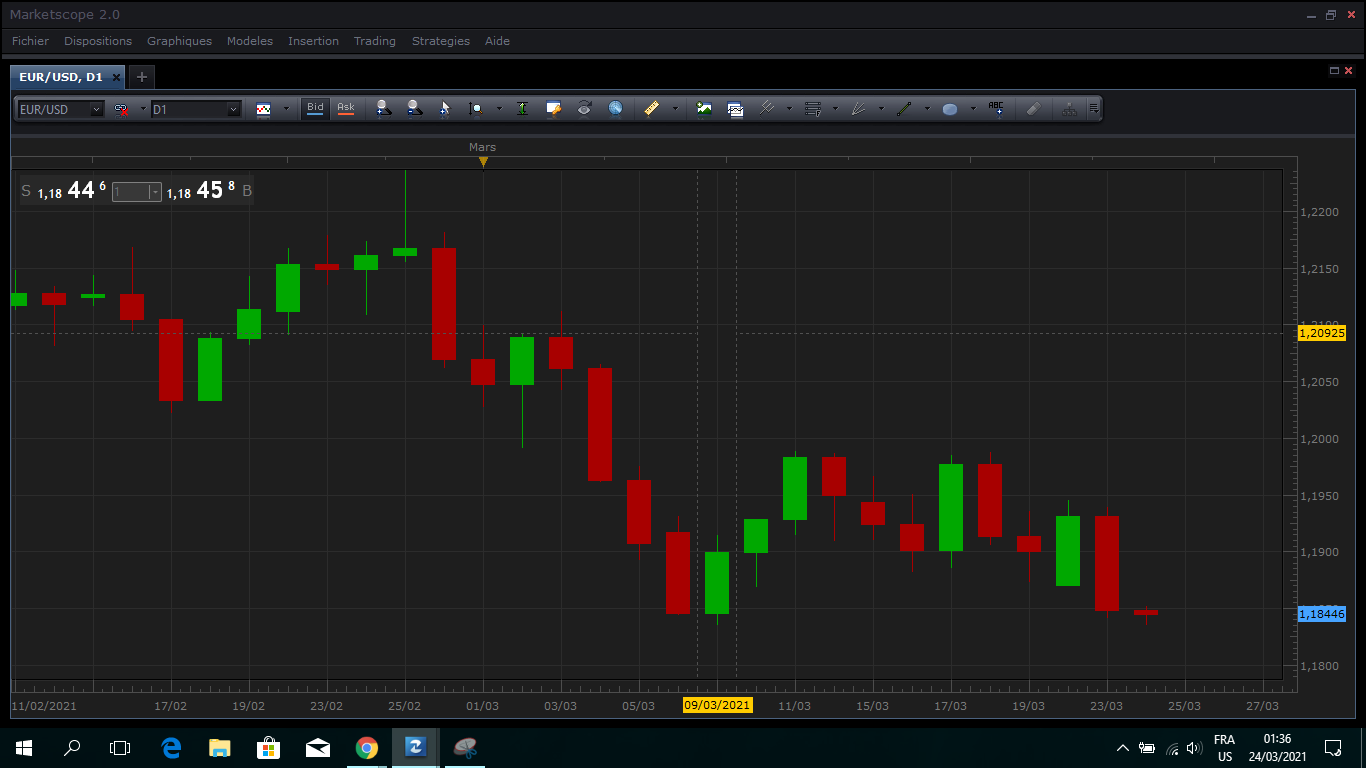 Marketscope 2.0
Fichier Dispositions Graphiques Modeles Insertion Trading Strategies Aide
EUR/USD, D1
EUR/USD D1 Bid Ask ABC
Mars
S 1,18 44 6 1 1,18 45 8 B
1,2200
1,2150
1,20925
1,2050
1,2000
1,1950
1,1900
1,18446
1,1800
11/02/2021 17/02 19/02 23/02 25/02 01/03 03/03 05/03 09/03/2021 11/03 15/03 17/03 19/03 23/03 25/03 27/03
FRA 01:36
US 24/03/2021